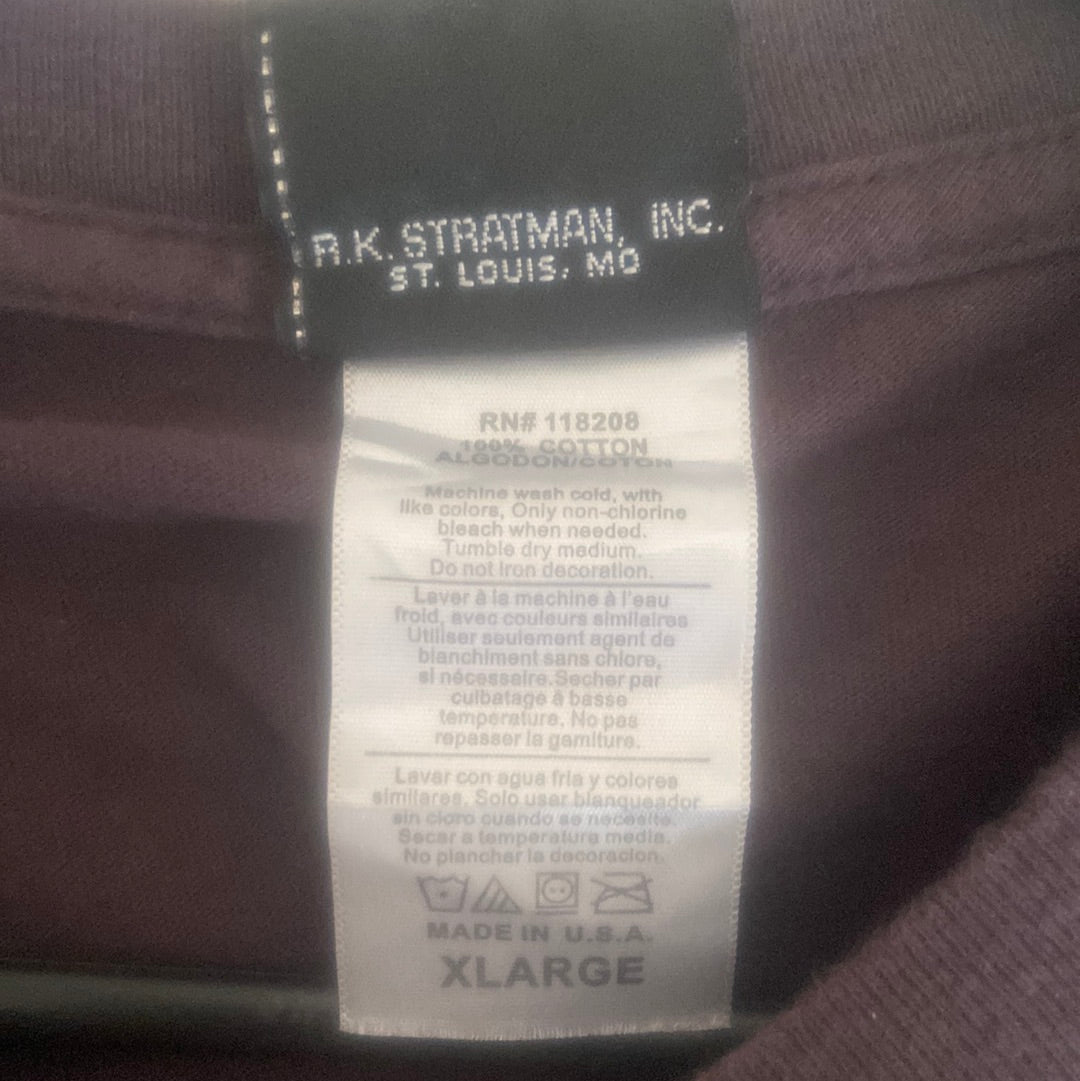 R.K. STRATMAN, INC.
ST. LOUIS, MO
RN# 118208
100% COTTON
ALGODON/COTON
Machine wash cold, with
like colors, Only non-chlorine
bleach when needed.
Tumble dry medium.
Do not Iron decoration.
Laver à la machine à l'eau
froid, avec couleurs similaires
Utiliser seulement agent de
blanchiment sans chlore,
si nécessaire.Secher par
culbatage à basse
temperature, No pas
repasser la gamiture.
Lavar con agua fria y colores
similares. Solo usar blanqueador
sin cloro cuando se necesite.
Secar a temperatura media.
No planchar la decoracion.
MADE IN U.S.A.
XLARGE